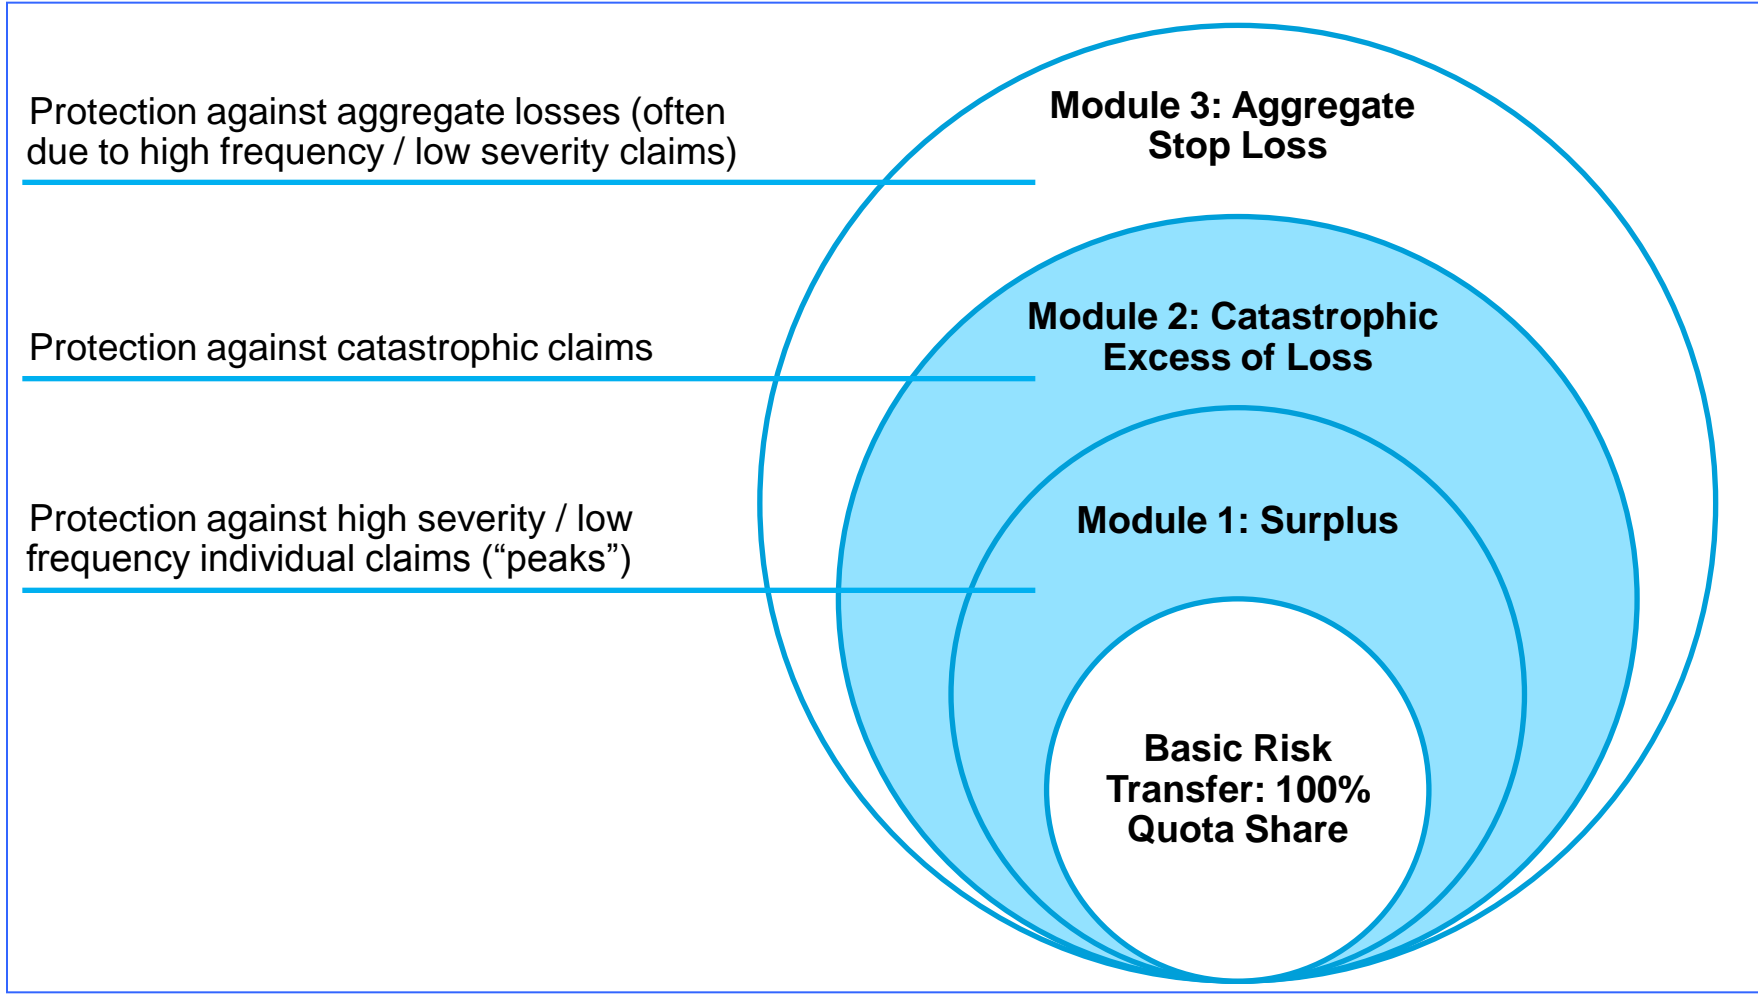 Protection against aggregate losses (often
due to high frequency / low severity claims)
Module 3: Aggregate
Stop Loss
Protection against catastrophic claims
Module 2: Catastrophic
Excess of Loss
Protection against high severity / low
frequency individual claims (“peaks”)
Module 1: Surplus
Basic Risk
Transfer: 100%
Quota Share